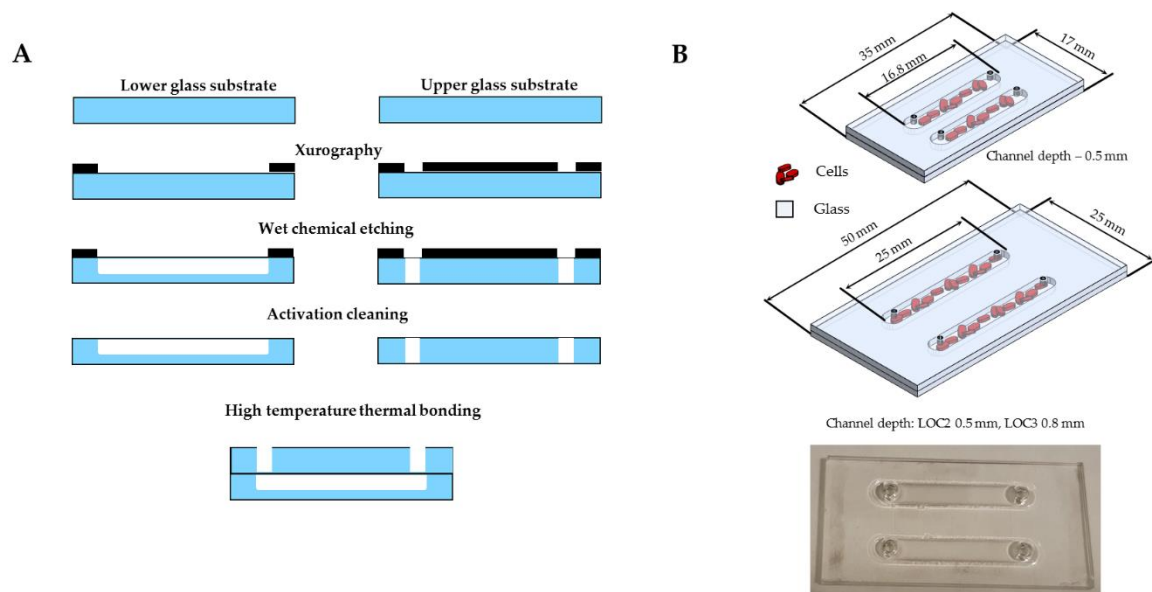 A
Lower glass substrate
Upper glass substrate
Xurography
Wet chemical etching
Activation cleaning
High temperature thermal bonding
B
35 mm
17 mm
16.8 mm
Channel depth – 0.5 mm
Cells
Glass
50 mm
25 mm
25 mm
Channel depth: LOC2 0.5 mm, LOC3 0.8 mm